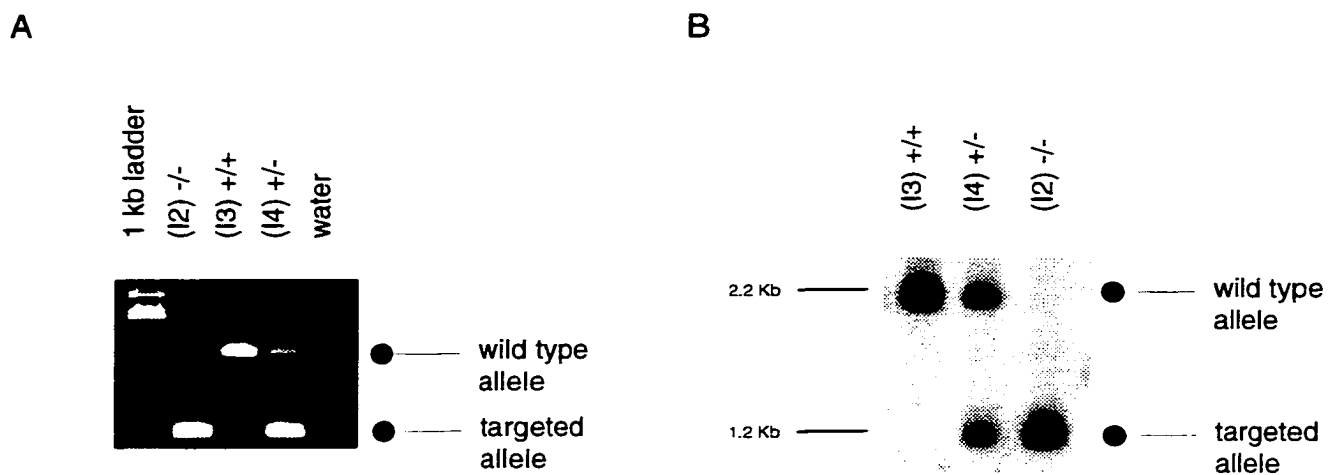 A
1 kb ladder
(I2) -/-
(I3) +/+
(I4) +/-
water
wild type
allele
targeted
allele
B
(I3) +/+
(I4) +/-
(I2) -/-
2.2 Kb
1.2 Kb
wild type
allele
targeted
allele